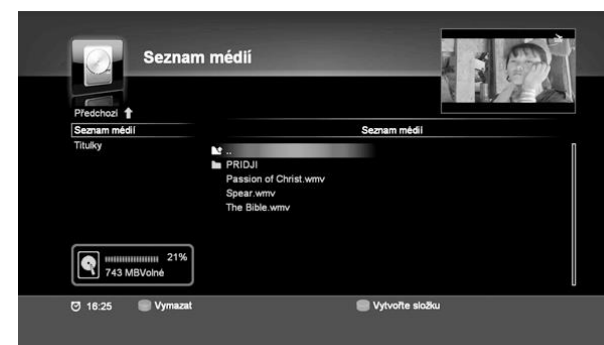 Seznam médií
Předchozí
Seznam médií
Titulky
Seznam médií
..
PRIDJI
Passion of Christ.wmv
Spear.wmv
The Bible.wmv
21%
743 MBVolné
16:25
Vymazat
Vytvořte složku